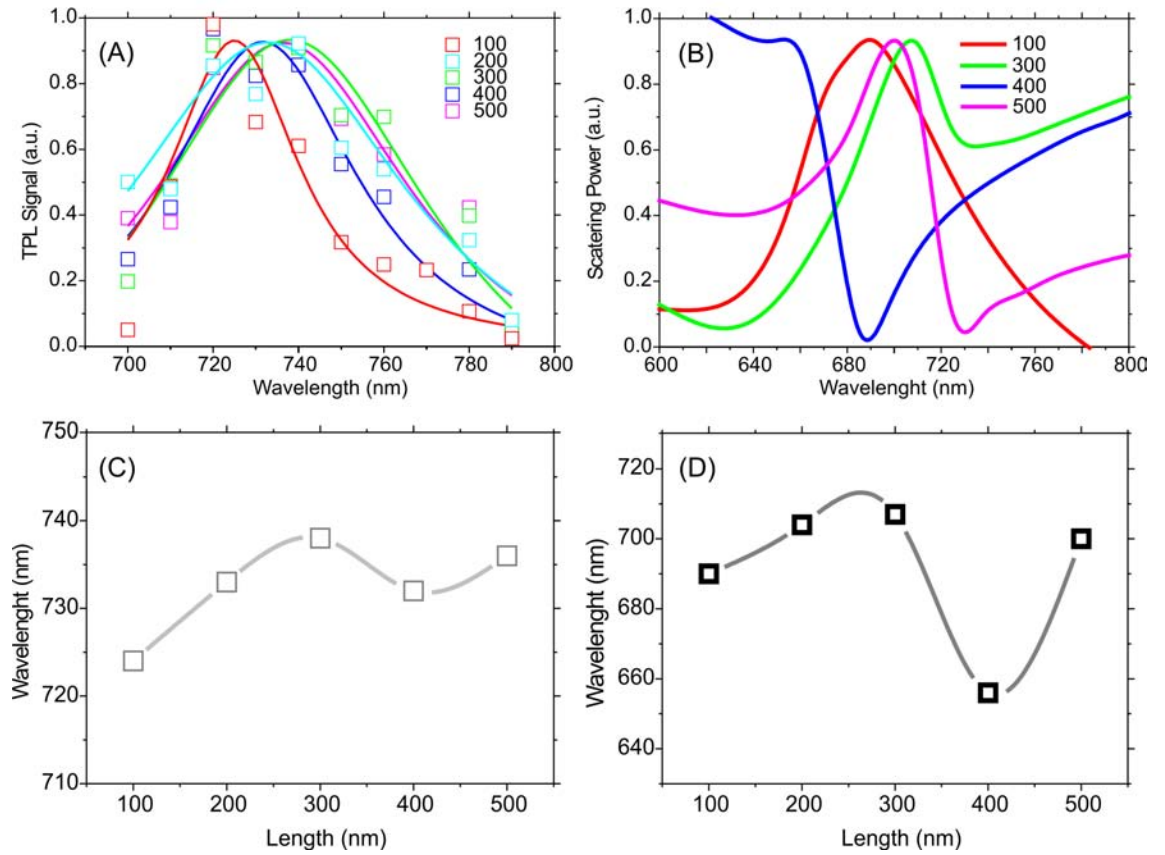 (A)
100
200
300
400
500
1.0
0.8
0.6
0.4
0.2
0.0
TPL Signal (a.u.)
700 720 740 760 780 800
Wavelength (nm)
(B)
100
300
400
500
1.0
0.8
0.6
0.4
0.2
0.0
Scatering Power (a.u.)
600 640 680 720 760 800
Wavelenght (nm)
(C)
750
740
730
720
710
Wavelenght (nm)
100 200 300 400 500
Length (nm)
(D)
720
700
680
660
640
Wavelenght (nm)
100 200 300 400 500
Length (nm)